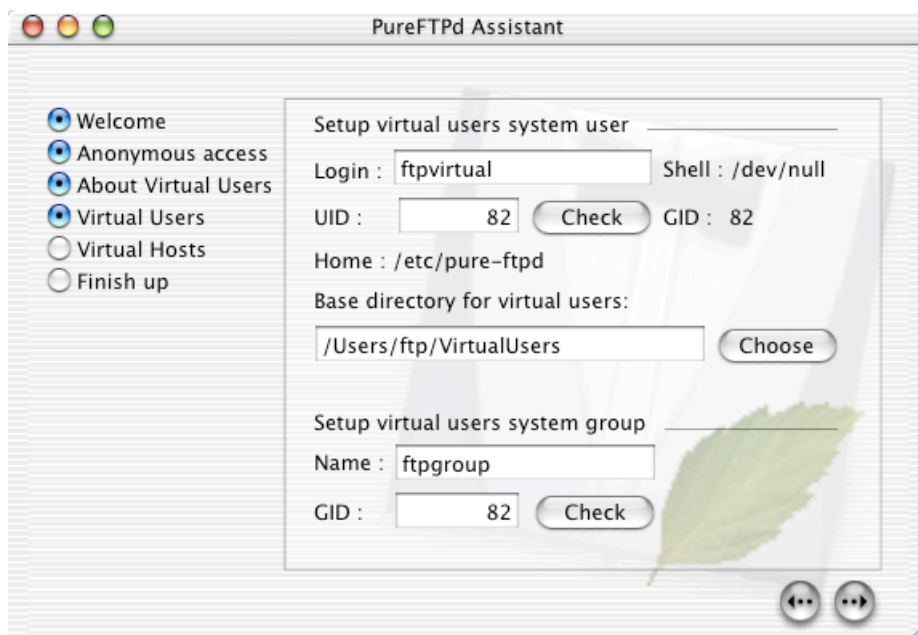 PureFTPd Assistant
Welcome
Anonymous access
About Virtual Users
Virtual Users
Virtual Hosts
Finish up
Setup virtual users system user
Login : ftpvirtual Shell : /dev/null
UID : 82 Check GID : 82
Home : /etc/pure-ftpd
Base directory for virtual users:
/Users/ftp/VirtualUsers Choose
Setup virtual users system group
Name : ftpgroup
GID : 82 Check